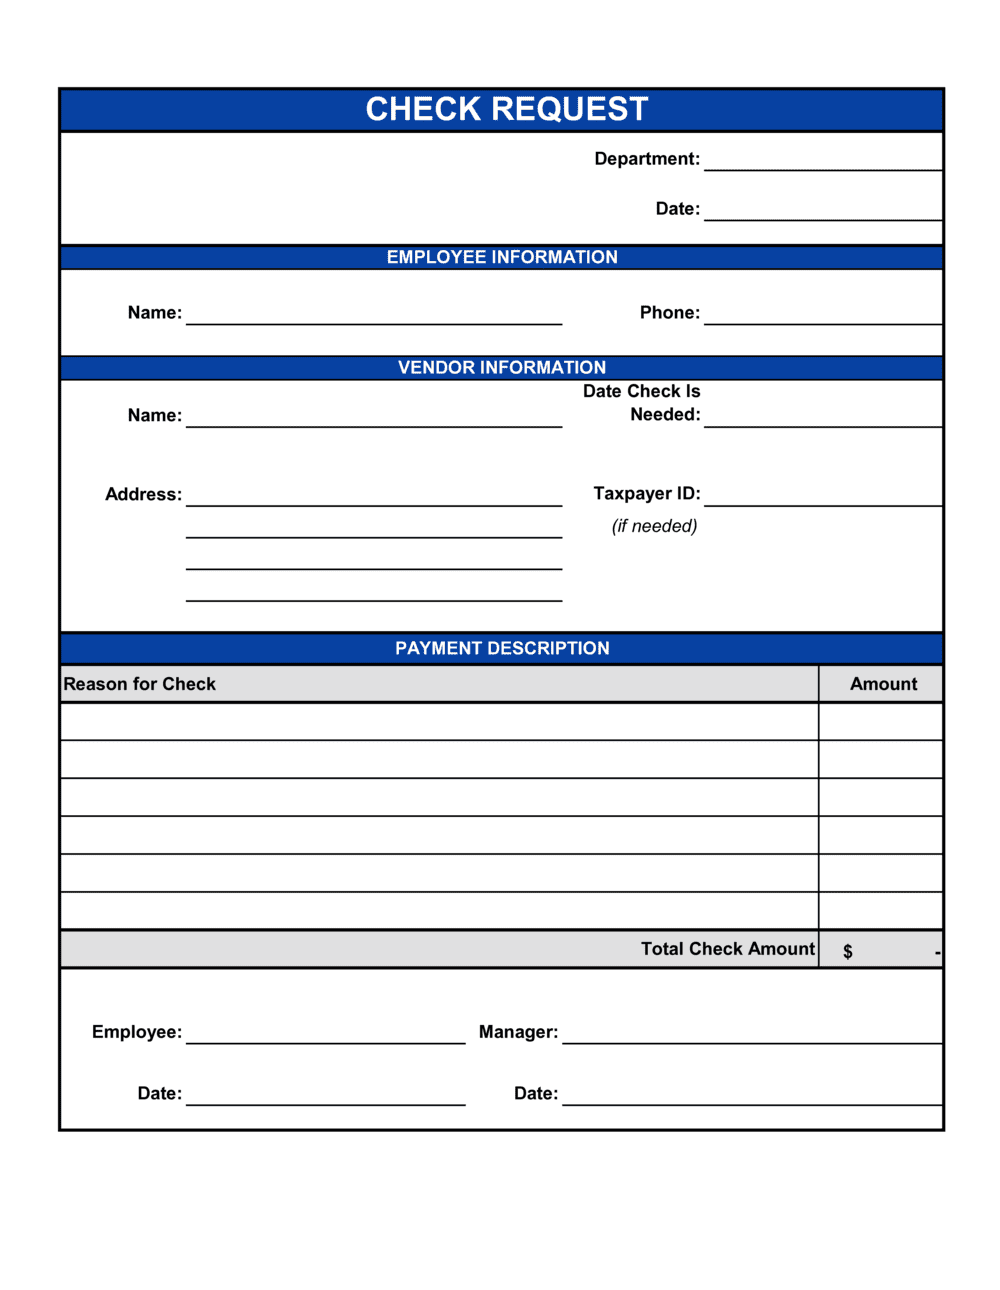 CHECK REQUEST
Department:
Date:
EMPLOYEE INFORMATION
Name: Phone:
VENDOR INFORMATION
Date Check Is
Name: Needed:
Address: Taxpayer ID:
(if needed)
PAYMENT DESCRIPTION
Reason for Check Amount
Total Check Amount $ -
Employee: Manager:
Date: Date: